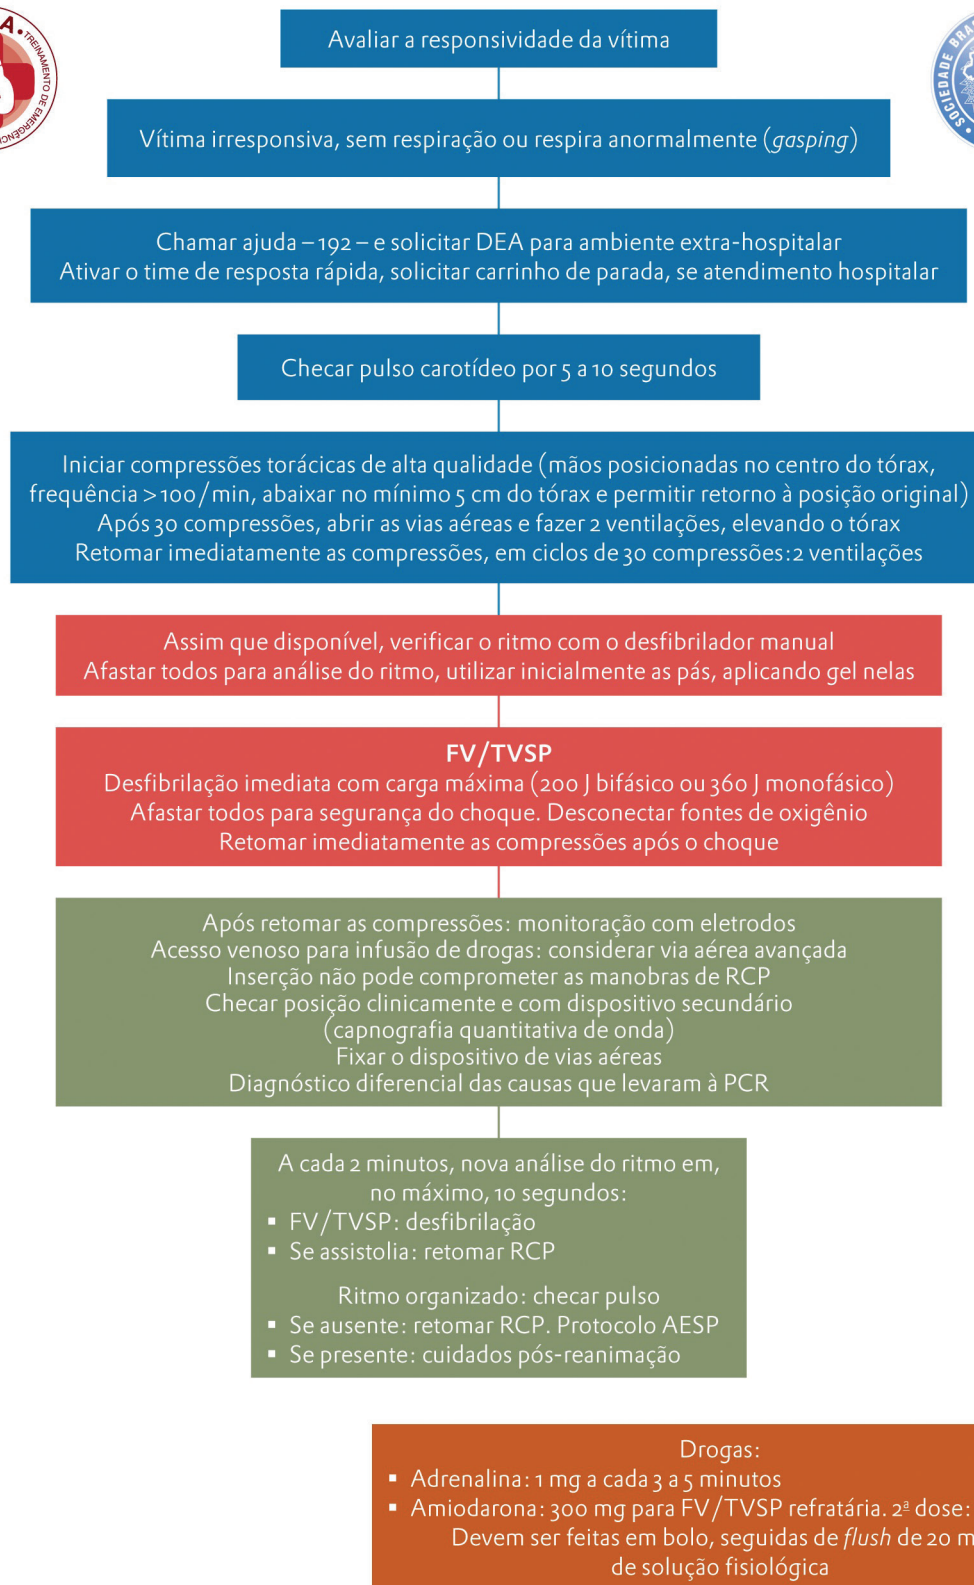 TREINAMENTO DE EMERGÊNCI
SOCIEDADE BRA
Avaliar a responsividade da vítima
Vítima irresponsiva, sem respiração ou respira anormalmente (gasping)
Chamar ajuda – 192 – e solicitar DEA para ambiente extra-hospitalar
Ativar o time de resposta rápida, solicitar carrinho de parada, se atendimento hospitalar
Checar pulso carotídeo por 5 a 10 segundos
Iniciar compressões torácicas de alta qualidade (mãos posicionadas no centro do tórax,
frequência >100/min, abaixar no mínimo 5 cm do tórax e permitir retorno à posição original)
Após 30 compressões, abrir as vias aéreas e fazer 2 ventilações, elevando o tórax
Retomar imediatamente as compressões, em ciclos de 30 compressões:2 ventilações
Assim que disponível, verificar o ritmo com o desfibrilador manual
Afastar todos para análise do ritmo, utilizar inicialmente as pás, aplicando gel nelas
FV/TVSP
Desfibrilação imediata com carga máxima (200 J bifásico ou 360 J monofásico)
Afastar todos para segurança do choque. Desconectar fontes de oxigênio
Retomar imediatamente as compressões após o choque
Após retomar as compressões: monitoração com eletrodos
Acesso venoso para infusão de drogas: considerar via aérea avançada
Inserção não pode comprometer as manobras de RCP
Checar posição clinicamente e com dispositivo secundário
(capnografia quantitativa de onda)
Fixar o dispositivo de vias aéreas
Diagnóstico diferencial das causas que levaram à PCR
A cada 2 minutos, nova análise do ritmo em,
no máximo, 10 segundos:
▪ FV/TVSP: desfibrilação
▪ Se assistolia: retomar RCP
Ritmo organizado: checar pulso
▪ Se ausente: retomar RCP. Protocolo AESP
▪ Se presente: cuidados pós-reanimação
Drogas:
▪ Adrenalina: 1 mg a cada 3 a 5 minutos
▪ Amiodarona: 300 mg para FV/TVSP refratária. 2ª dose:
Devem ser feitas em bolo, seguidas de flush de 20 m
de solução fisiológica